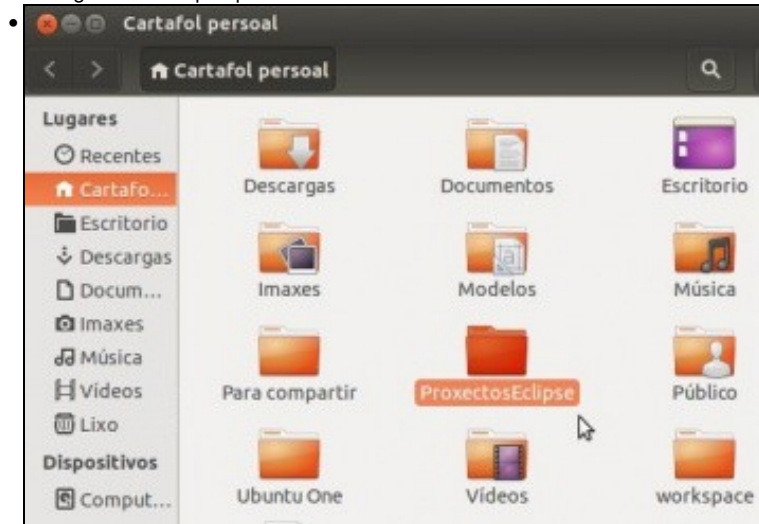 Cartafol persoal
Cartafol persoal
Lugares
Recentes
Cartafo...
Escritorio
Descargas
Docum...
Imaxes
Música
Vídeos
Lixo
Dispositivos
Comput...
Descargas
Documentos
Escritorio
Imaxes
Modelos
Música
Para compartir
ProxectosEclipse
Público
Ubuntu One
Vídeos
workspace